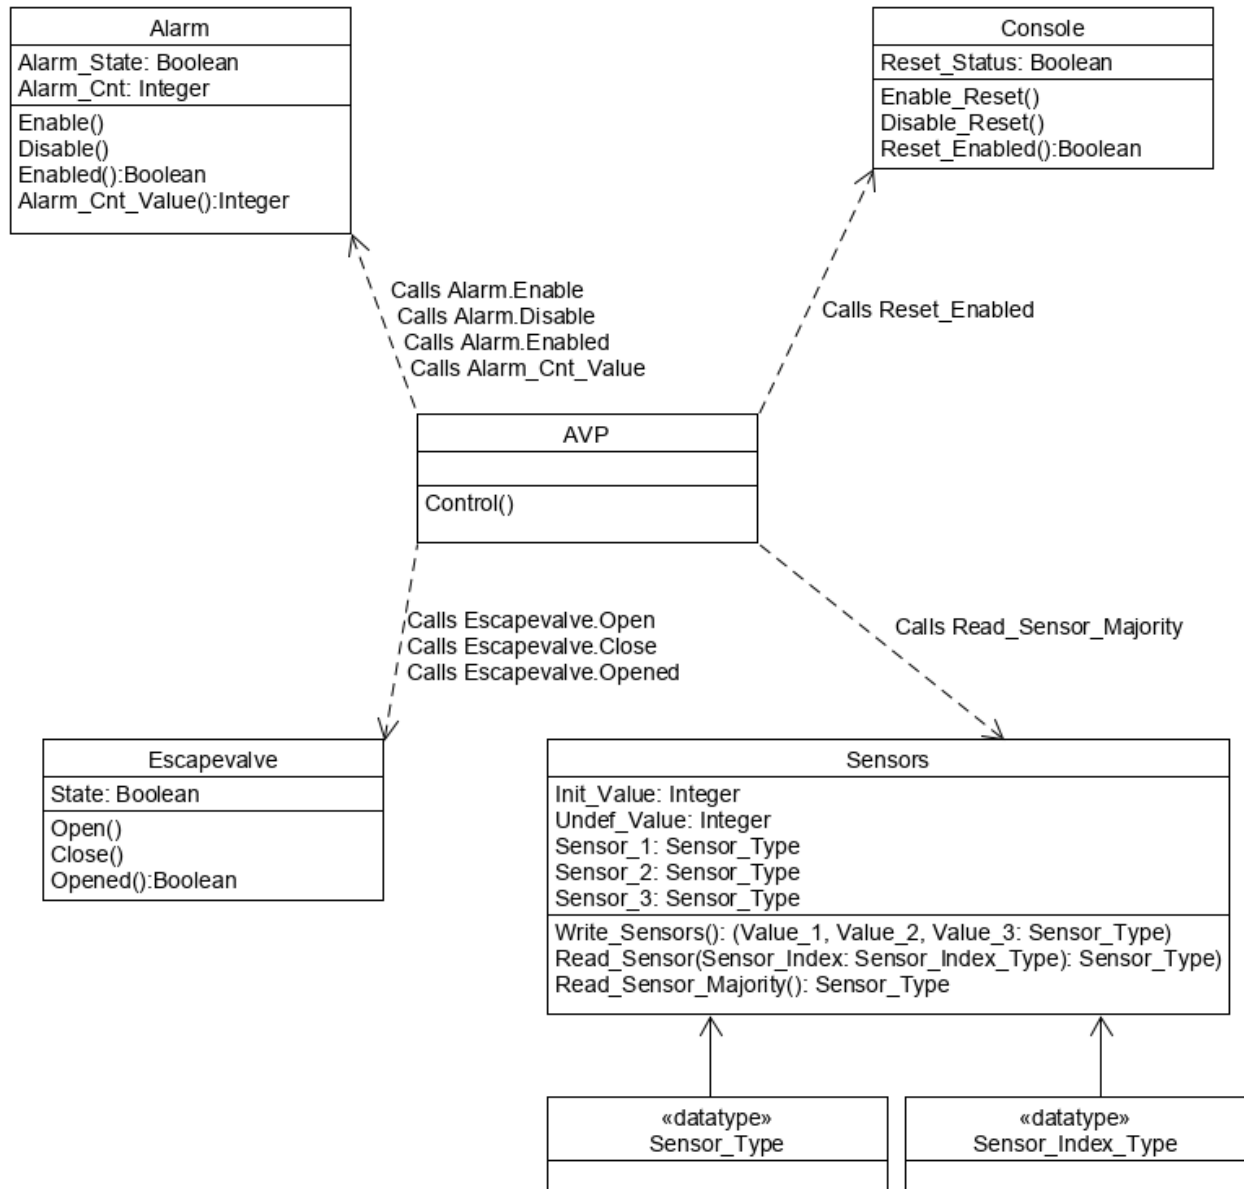 Alarm
Alarm_State: Boolean
Alarm_Cnt: Integer
Enable()
Disable()
Enabled():Boolean
Alarm_Cnt_Value():Integer
Console
Reset_Status: Boolean
Enable_Reset()
Disable_Reset()
Reset_Enabled():Boolean
Calls Alarm.Enable
Calls Alarm.Disable
Calls Alarm.Enabled
Calls Alarm_Cnt_Value
Calls Reset_Enabled
AVP
Control()
Calls Escapevalve.Open
Calls Escapevalve.Close
Calls Escapevalve.Opened
Calls Read_Sensor_Majority
Escapevalve
State: Boolean
Open()
Close()
Opened():Boolean
Sensors
Init_Value: Integer
Undef_Value: Integer
Sensor_1: Sensor_Type
Sensor_2: Sensor_Type
Sensor_3: Sensor_Type
Write_Sensors(): (Value_1, Value_2, Value_3: Sensor_Type)
Read_Sensor(Sensor_Index: Sensor_Index_Type): Sensor_Type)
Read_Sensor_Majority(): Sensor_Type
«datatype»
Sensor_Type
«datatype»
Sensor_Index_Type